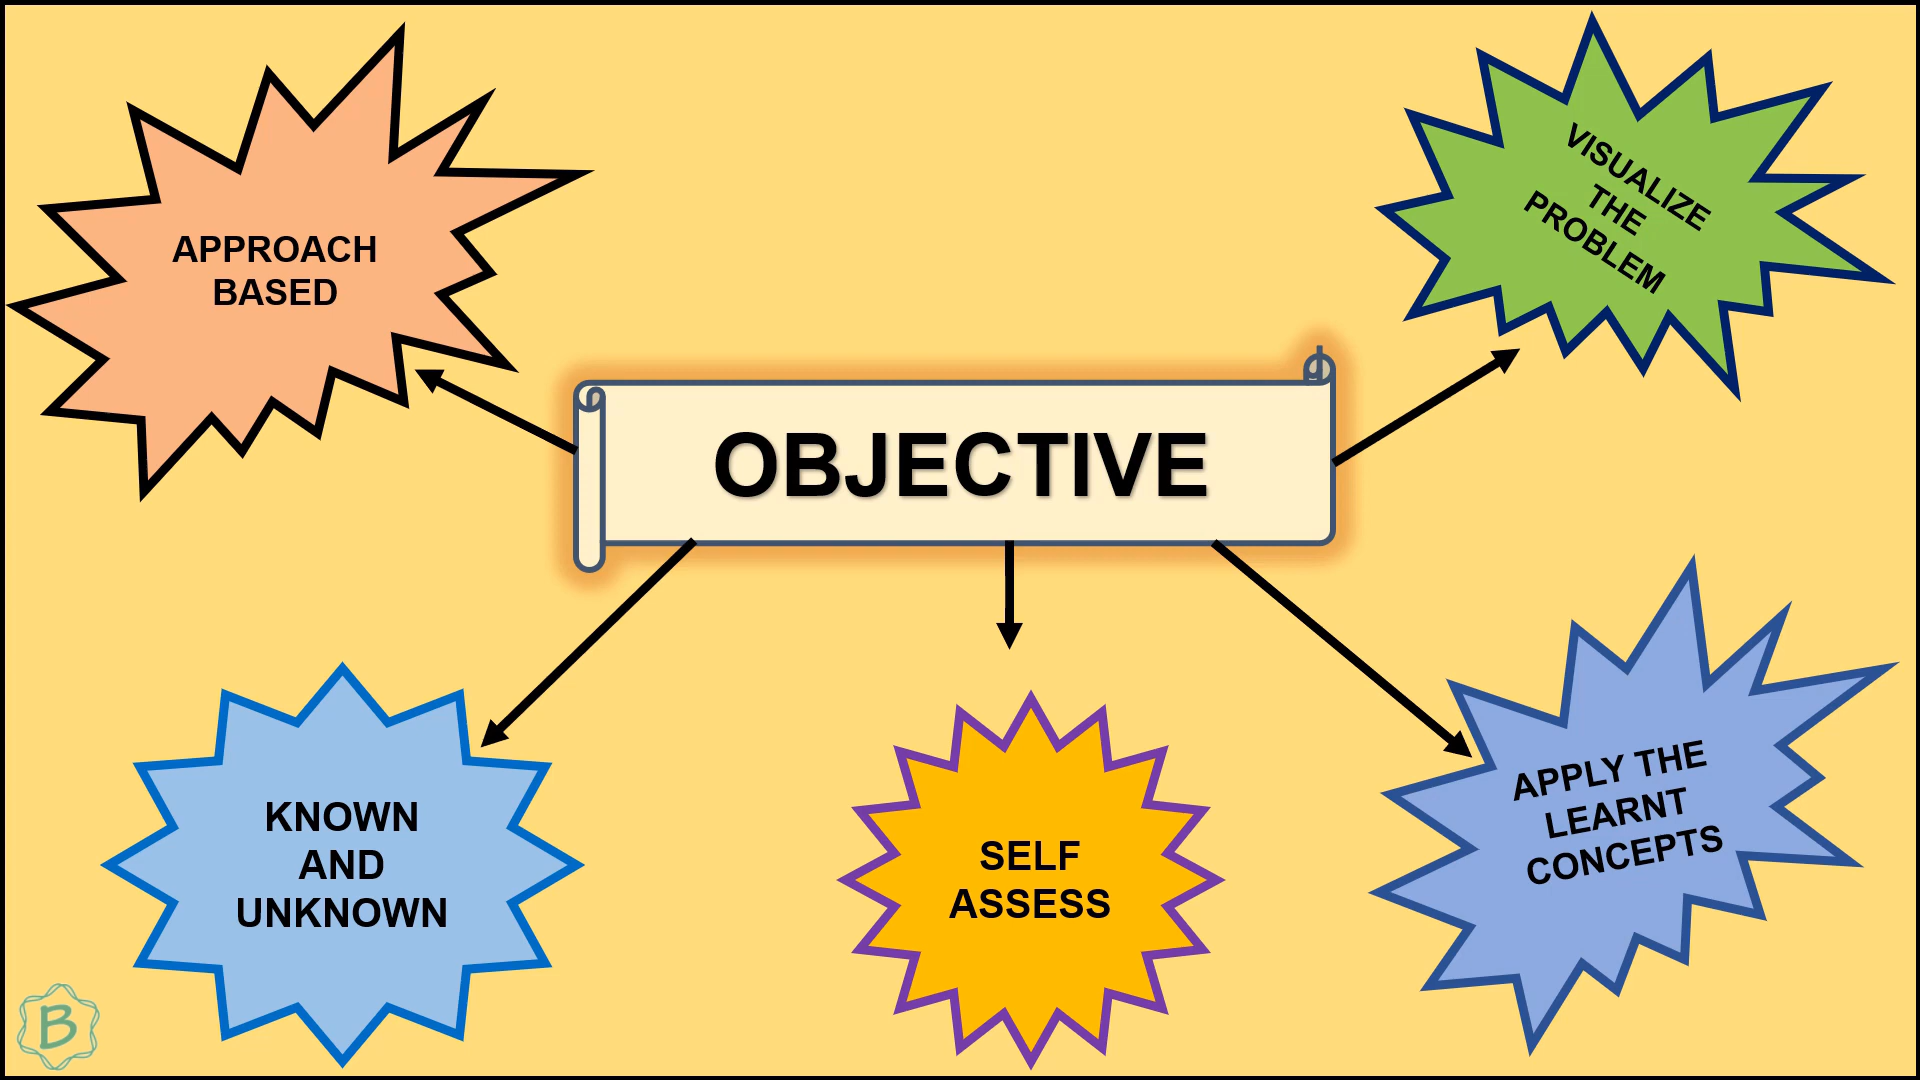 APPROACH
BASED
VISUALIZE
THE
PROBLEM
OBJECTIVE
KNOWN
AND
UNKNOWN
SELF
ASSESS
APPLY THE
LEARNT
CONCEPTS
B